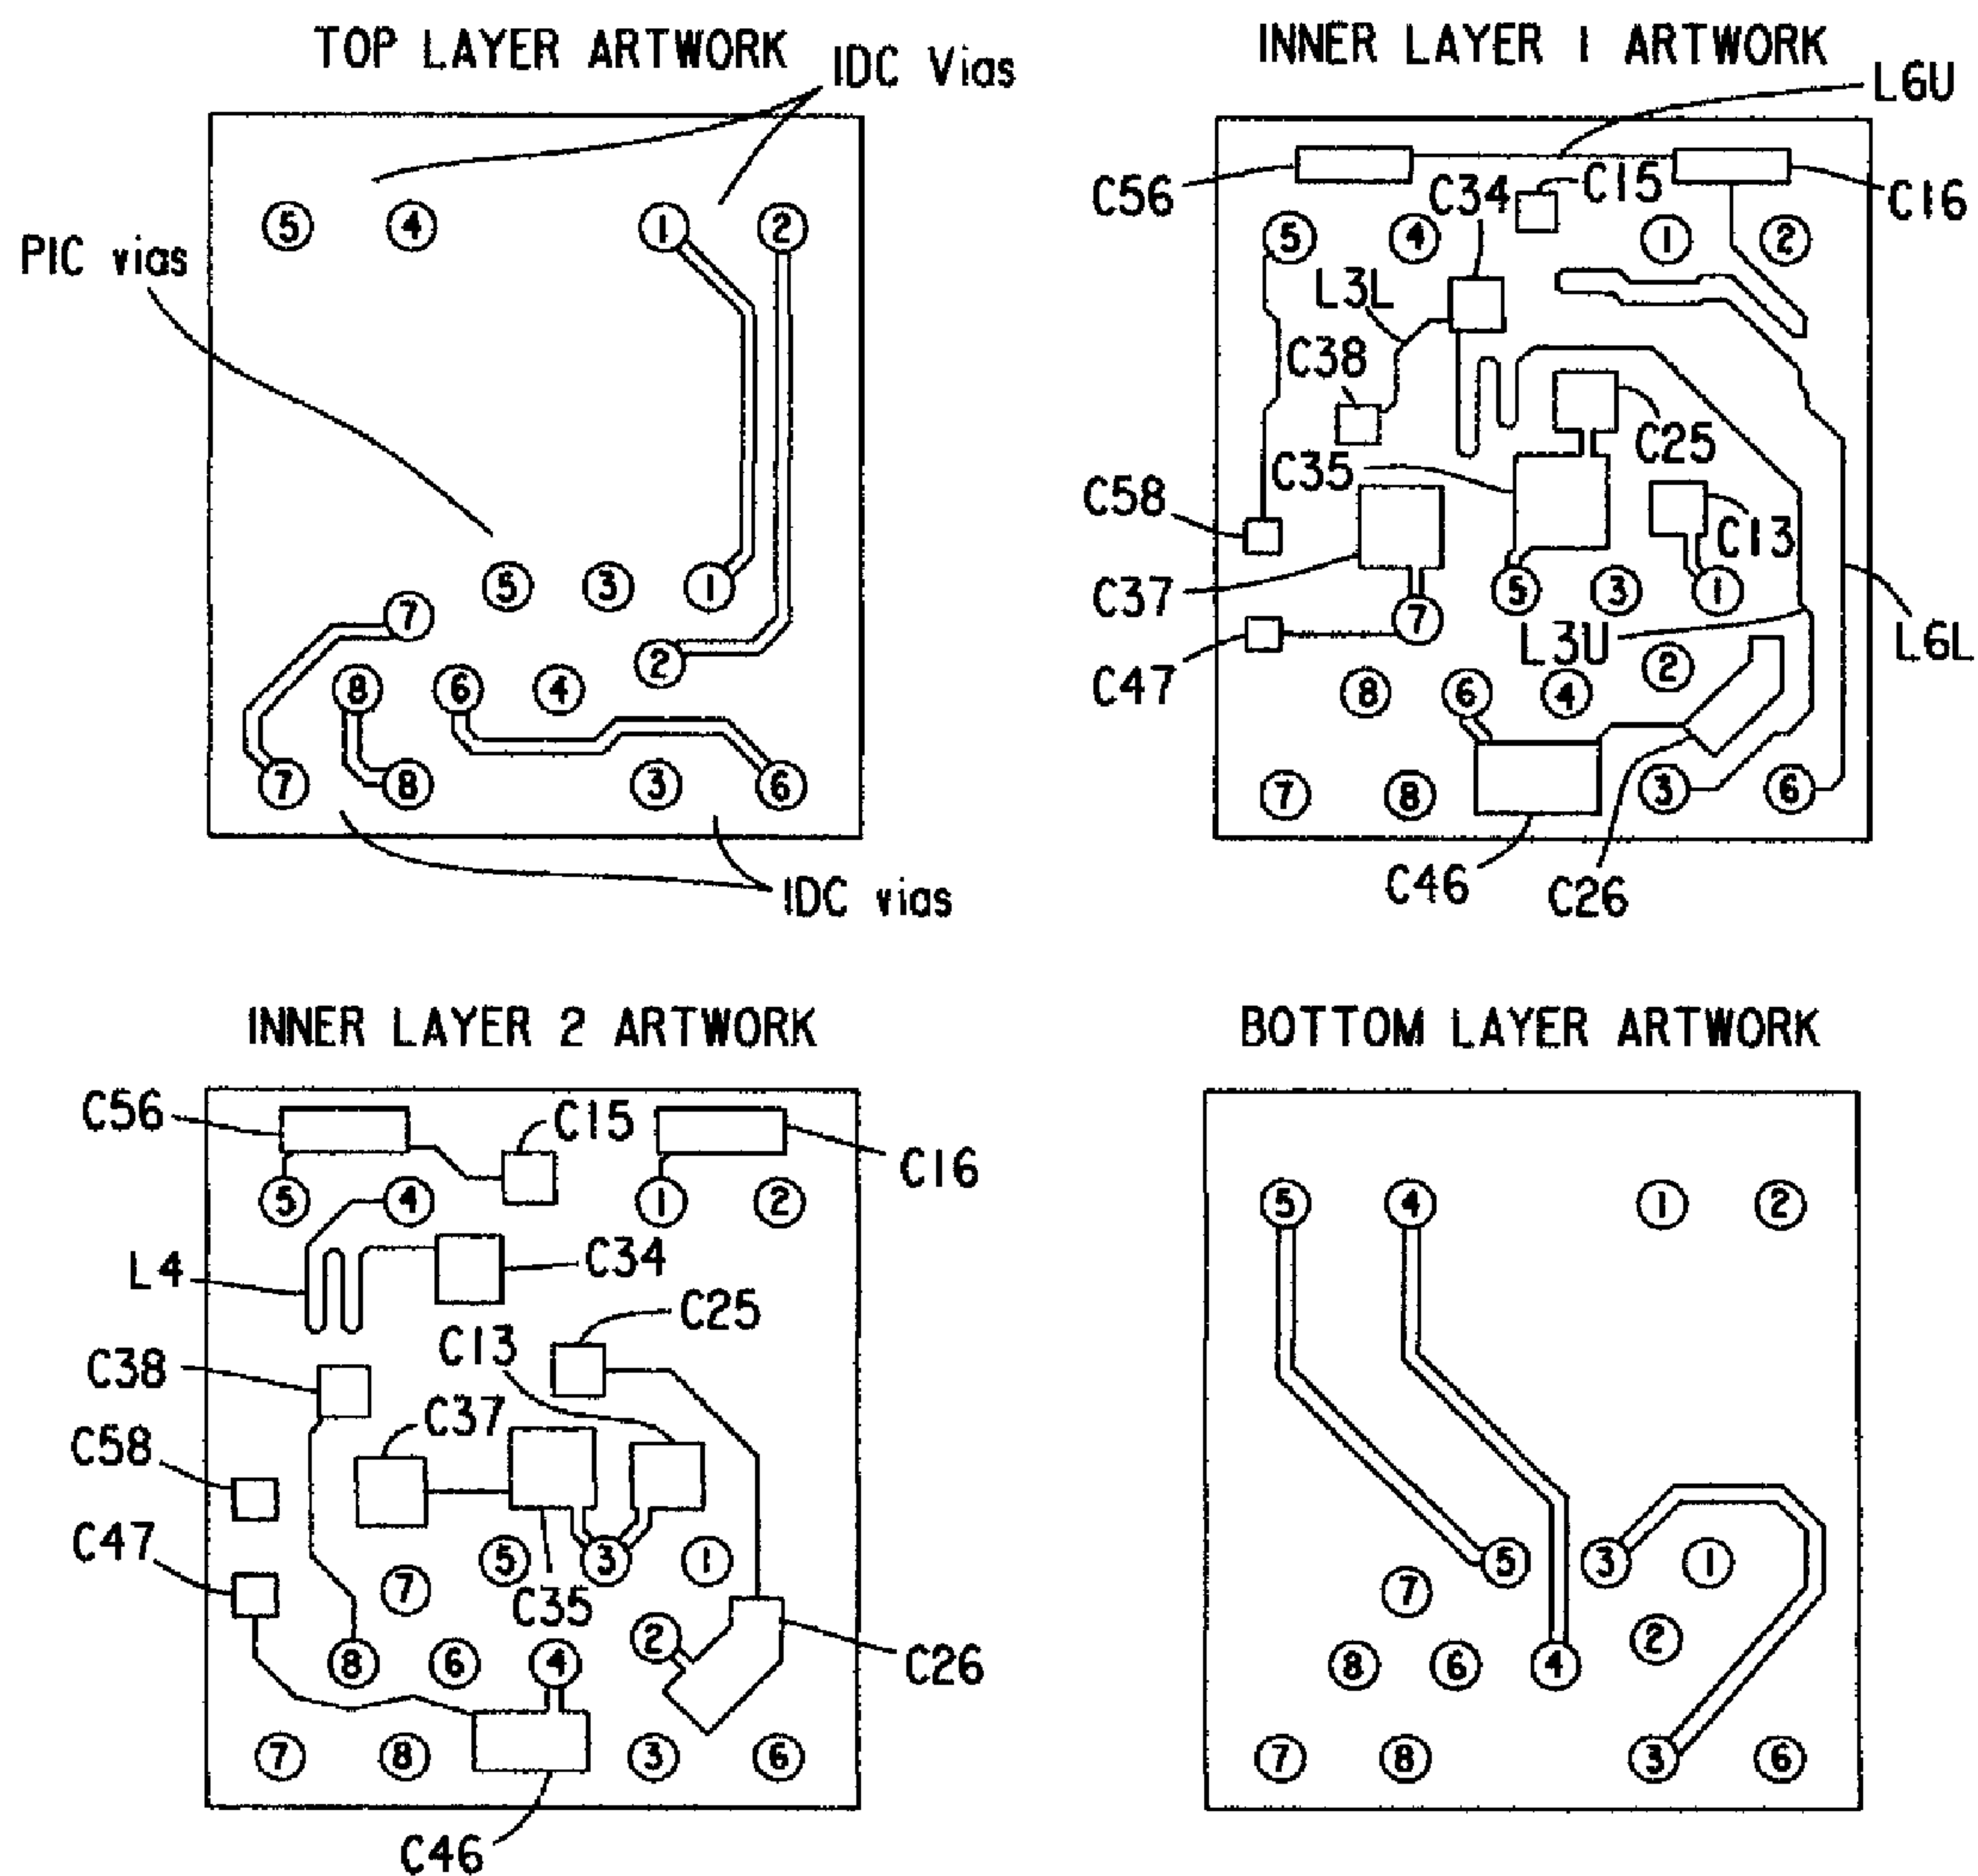 TOP LAYER ARTWORK
IDC Vias
PIC vias
5 4 1 2
5 3 1
7
2
8 6 4
7 8 3 6
IDC vias
INNER LAYER 1 ARTWORK
L6U
C56
C34
C15
C16
5 4 1 2
L3L
C38
C25
C35
C58
C13
C37
5 3 1
7
L3U
L6L
C47
2
8 6 4
7 8 3 6
C46
C26
INNER LAYER 2 ARTWORK
C56
C15
C16
5 4 1 2
L4
C34
C25
C13
C38
C37
C58
C47
5 3 1
7
C35
2
8 6 4
C26
7 8 3 6
C46
BOTTOM LAYER ARTWORK
5 4 1 2
5 3 1
7
2
8 6 4
7 8 3 6